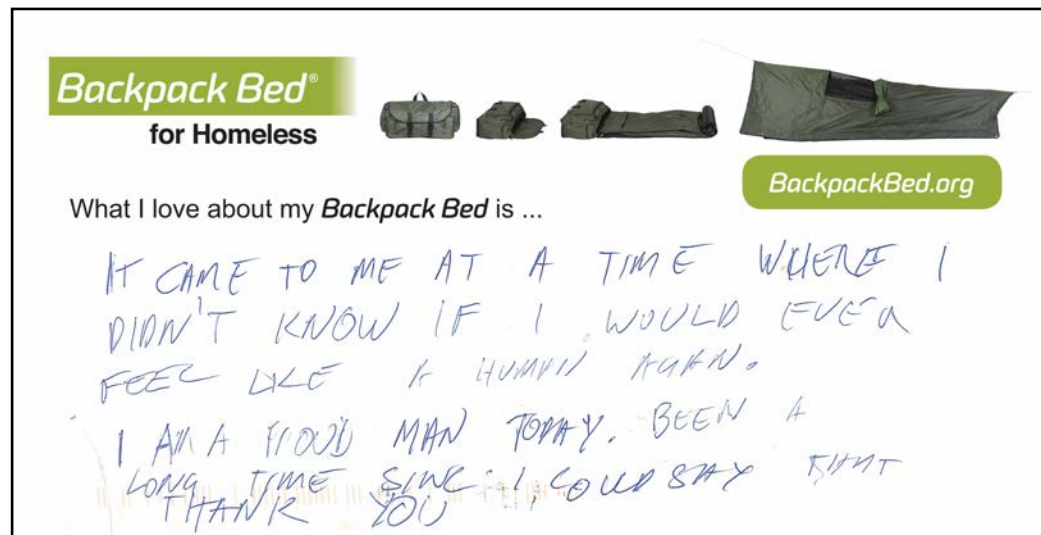 Backpack Bed®
for Homeless
BackpackBed.org
What I love about my Backpack Bed is ...
IT CAME TO ME AT A TIME WHERE I
DIDN'T KNOW IF I WOULD EVER
FEEL LIKE A HUMAN AGAIN.
I AM A PROUD MAN TODAY. BEEN A
LONG TIME SINCE I COULD SAY THAT
THANK YOU